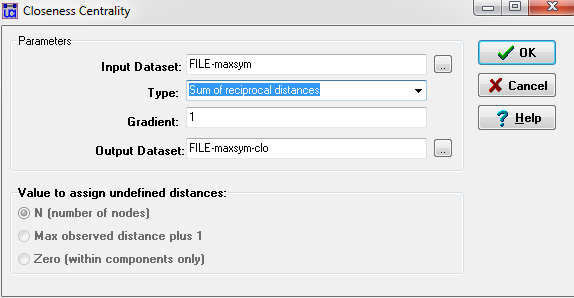 Closeness Centrality
Parameters
Input Dataset: FILE-maxsym ..
Type: Sum of reciprocal distances
Gradient: 1
Output Dataset: FILE-maxsym-clo ..
OK
Cancel
Help
Value to assign undefined distances:
N (number of nodes)
Max observed distance plus 1
Zero (within components only)